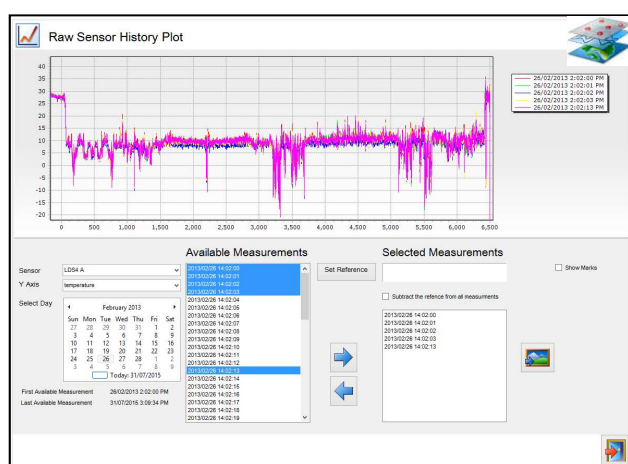 Raw Sensor History Plot
40
35
30
25
20
15
10
5
0
-5
-10
-15
-20
0 500 1,000 1,500 2,000 2,500 3,000 3,500 4,000 4,500 5,000 5,500 6,000 6,500
26/02/2013 2:02:00 PM
26/02/2013 2:02:01 PM
26/02/2013 2:02:02 PM
26/02/2013 2:02:03 PM
26/02/2013 2:02:13 PM
Available Measurements
Selected Measurements
Sensor
LDS4 A
Y Axis
temperature
Select Day
February 2013
Sun Mon Tue Wed Thu Fri Sat
27 28 29 30 31 1 2
3 4 5 6 7 8 9
10 11 12 13 14 15 16
17 18 19 20 21 22 23
24 25 26 27 28 1 2
3 4 5 6 7 8 9
Today: 31/07/2015
First Available Measurement 26/02/2013 2:02:00 PM
Last Available Measurement 31/07/2015 3:09:34 PM
2013/02/26 14:02:00
2013/02/26 14:02:01
2013/02/26 14:02:02
2013/02/26 14:02:03
2013/02/26 14:02:04
2013/02/26 14:02:05
2013/02/26 14:02:06
2013/02/26 14:02:07
2013/02/26 14:02:08
2013/02/26 14:02:09
2013/02/26 14:02:10
2013/02/26 14:02:11
2013/02/26 14:02:12
2013/02/26 14:02:13
2013/02/26 14:02:14
2013/02/26 14:02:15
2013/02/26 14:02:16
2013/02/26 14:02:17
2013/02/26 14:02:18
2013/02/26 14:02:19
Set Reference
Show Marks
Subtract the refence from all measurments
2013/02/26 14:02:00
2013/02/26 14:02:01
2013/02/26 14:02:02
2013/02/26 14:02:03
2013/02/26 14:02:13